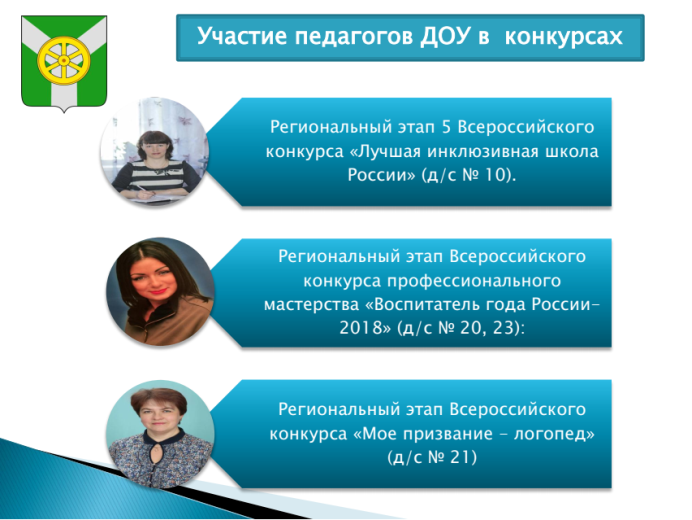 Участие педагогов ДОУ в конкурсах
Региональный этап 5 Всероссийского
конкурса «Лучшая инклюзивная школа
России» (д/с № 10).
Региональный этап Всероссийского
конкурса профессионального
мастерства «Воспитатель года России-
2018» (д/с № 20, 23):
Региональный этап Всероссийского
конкурса «Мое призвание - логопед»
(д/с № 21)